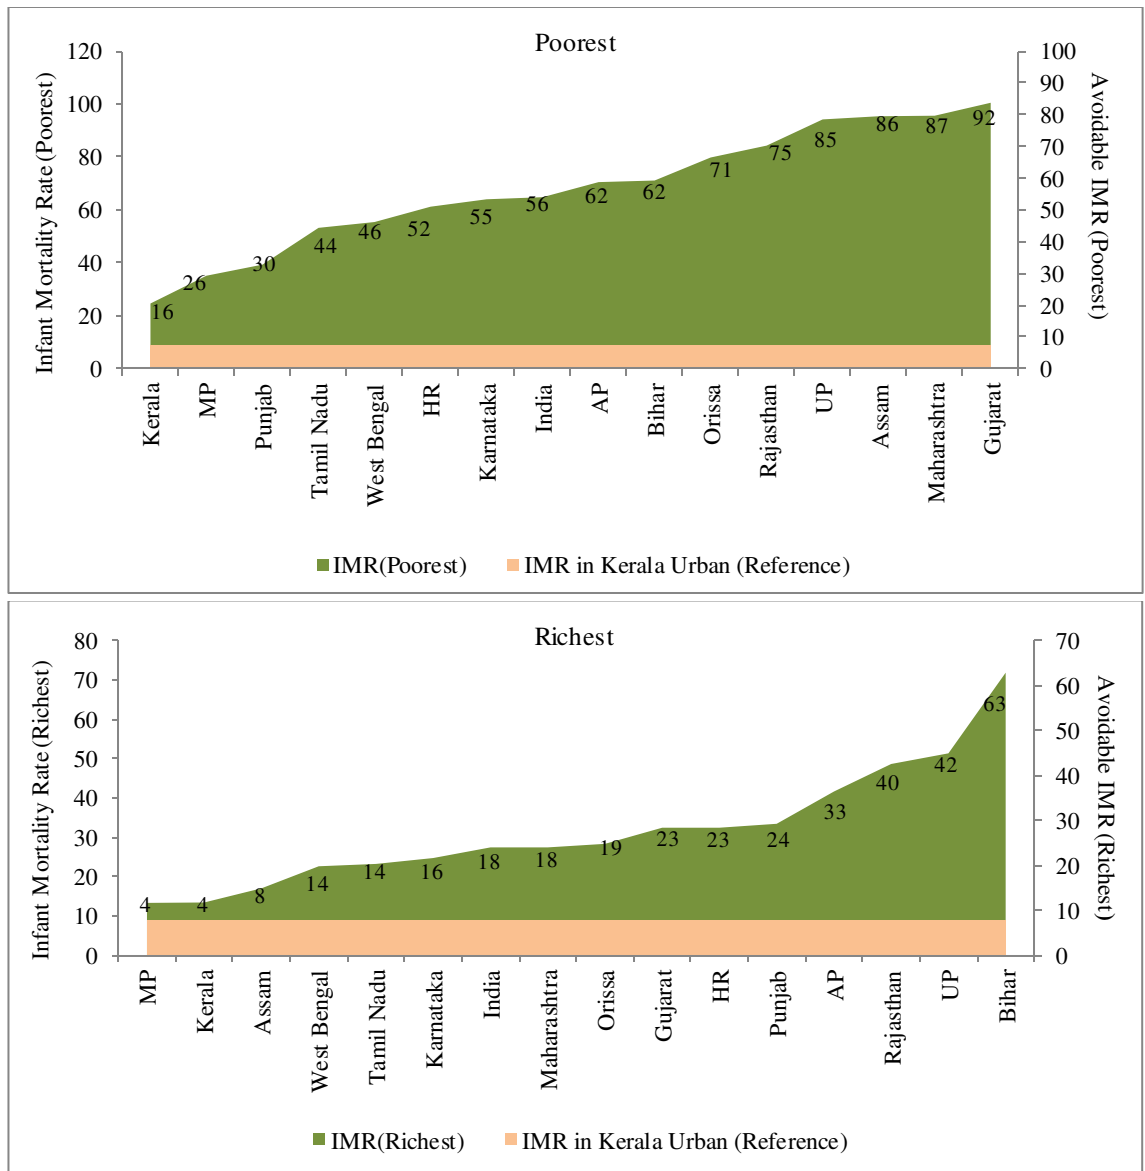 Poorest
Infant Mortality Rate (Poorest)
120
100
80
60
40
20
0
100
90
80
70
60
50
40
30
20
10
0
Avoidable IMR (Poorest)
16
26
30
44
46
52
55
56
62
62
71
75
85
86
87
92
Kerala
MP
Punjab
Tamil Nadu
West Bengal
HR
Karnataka
India
AP
Bihar
Orissa
Rajasthan
UP
Assam
Maharashtra
Gujarat
IMR(Poorest)
IMR in Kerala Urban (Reference)
Richest
Infant Mortality Rate (Richest)
80
70
60
50
40
30
20
10
0
70
60
50
40
30
20
10
0
Avoidable IMR (Richest)
4
4
8
14
14
16
18
18
19
23
23
24
33
40
42
63
MP
Kerala
Assam
West Bengal
Tamil Nadu
Karnataka
India
Maharashtra
Orissa
Gujarat
HR
Punjab
AP
Rajasthan
UP
Bihar
IMR(Richest)
IMR in Kerala Urban (Reference)